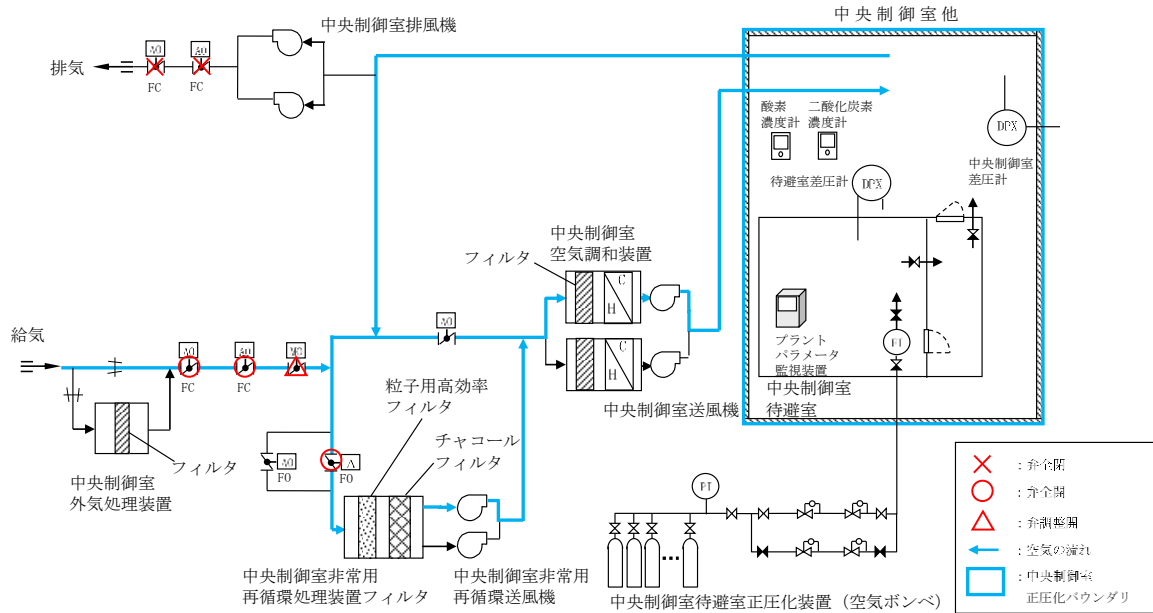 中央制御室他
中央制御室排風機
排気
AO
AO
FC
FC
酸素
濃度計
二酸化炭素
濃度計
DPX
中央制御室
差圧計
待避室差圧計
DPX
中央制御室
空気調和装置
フィルタ
C
H
C
H
中央制御室送風機
プラント
パラメータ
監視装置
FI
中央制御室
待避室
給気
AO
AO
MO
AO
FC
FC
フィルタ
中央制御室
外気処理装置
粒子用高効率
フィルタ
チャコール
フィルタ
AO
FO
A
FO
中央制御室非常用
再循環処理装置フィルタ
中央制御室非常用
再循環送風機
PI
中央制御室待避室正圧化装置（空気ボンベ）
：弁全閉
：弁全開
：弁調整開
：空気の流れ
：中央制御室
正圧化バウンダリ